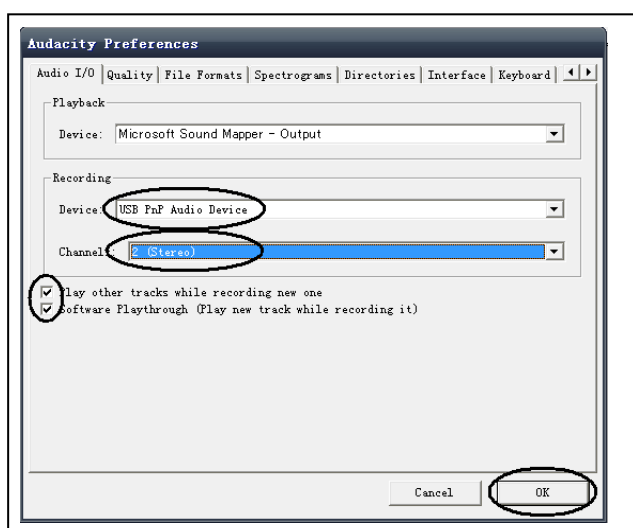 Audacity Preferences
Audio I/O Quality File Formats Spectrograms Directories Interface Keyboard
Playback
Device: Microsoft Sound Mapper - Output
Recording
Device: USB PnP Audio Device
Channels: 2 (Stereo)
Play other tracks while recording new one
Software Playthrough (Play new track while recording it)
Cancel OK